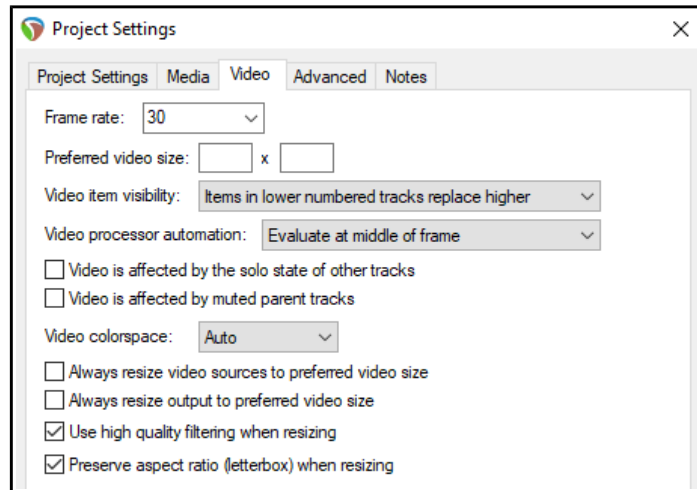 Project Settings
Project Settings Media Video Advanced Notes
Frame rate: 30
Preferred video size: x
Video item visibility: Items in lower numbered tracks replace higher
Video processor automation: Evaluate at middle of frame
Video is affected by the solo state of other tracks
Video is affected by muted parent tracks
Video colorspace: Auto
Always resize video sources to preferred video size
Always resize output to preferred video size
Use high quality filtering when resizing
Preserve aspect ratio (letterbox) when resizing